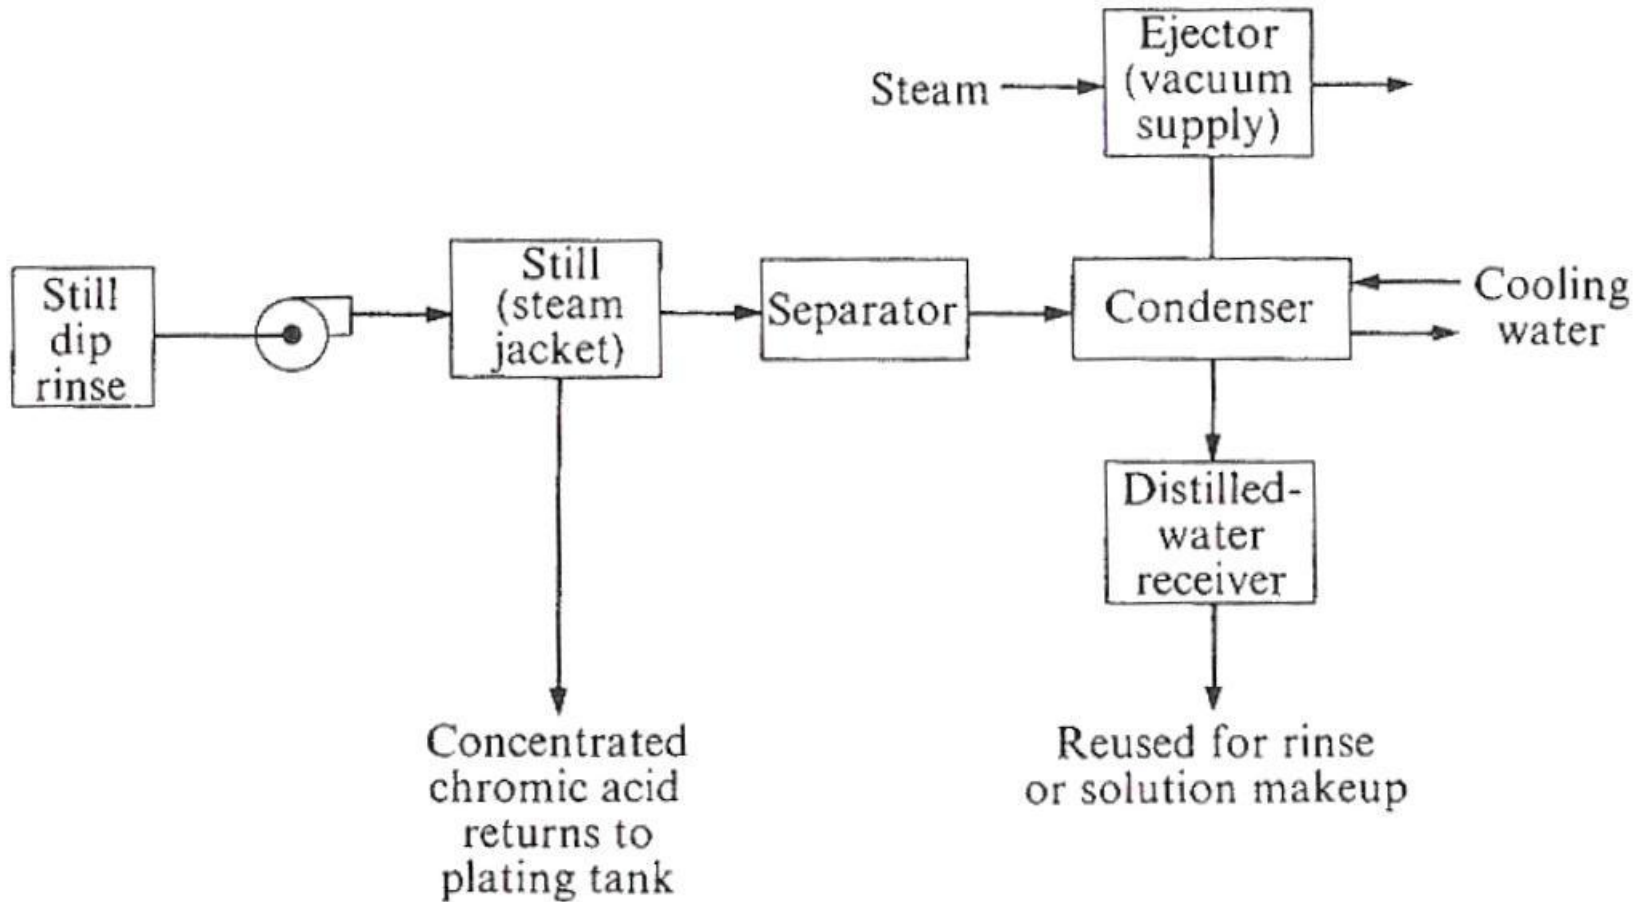 Ejector
(vacuum
supply)
Steam
Still
dip
rinse
Still
(steam
jacket)
Separator
Condenser
Cooling
water
Distilled-
water
receiver
Concentrated
chromic acid
returns to
plating tank
Reused for rinse
or solution makeup